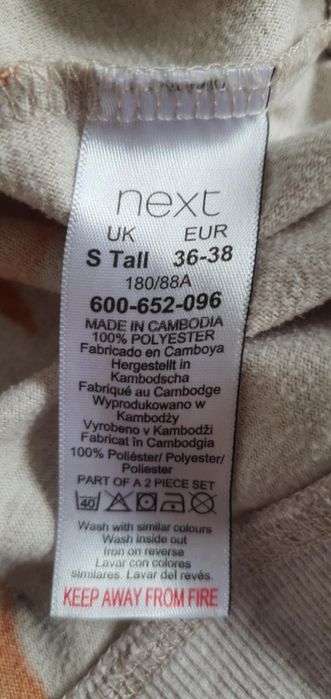 next
UK EUR
S Tall 36-38
180/88A
600-652-096
MADE IN CAMBODIA
100% POLYESTER
Fabricado en Camboya
Hergestellt in
Kambodscha
Fabriqué au Cambodge
Wyprodukowano w
Kambodży
Vyrobeno v Kambodži
Fabricat în Cambodgia
100% Poliéster/ Polyester/
Poliester
PART OF A 2 PIECE SET
40
Wash with similar colours
Wash inside out
Iron on reverse
Lavar con colores
similares. Lavar del revés.
KEEP AWAY FROM FIRE